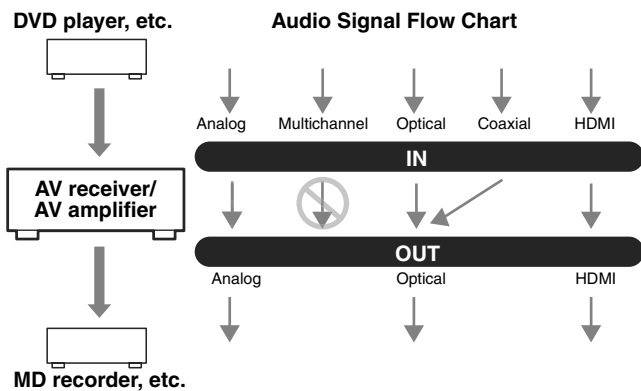 DVD player, etc.
Audio Signal Flow Chart
Analog Multichannel Optical Coaxial HDMI
IN
AV receiver/
AV amplifier
OUT
Analog Optical HDMI
MD recorder, etc.